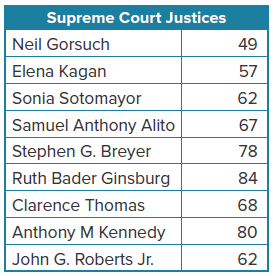 Supreme Court Justices
Neil Gorsuch 49
Elena Kagan 57
Sonia Sotomayor 62
Samuel Anthony Alito 67
Stephen G. Breyer 78
Ruth Bader Ginsburg 84
Clarence Thomas 68
Anthony M Kennedy 80
John G. Roberts Jr. 62